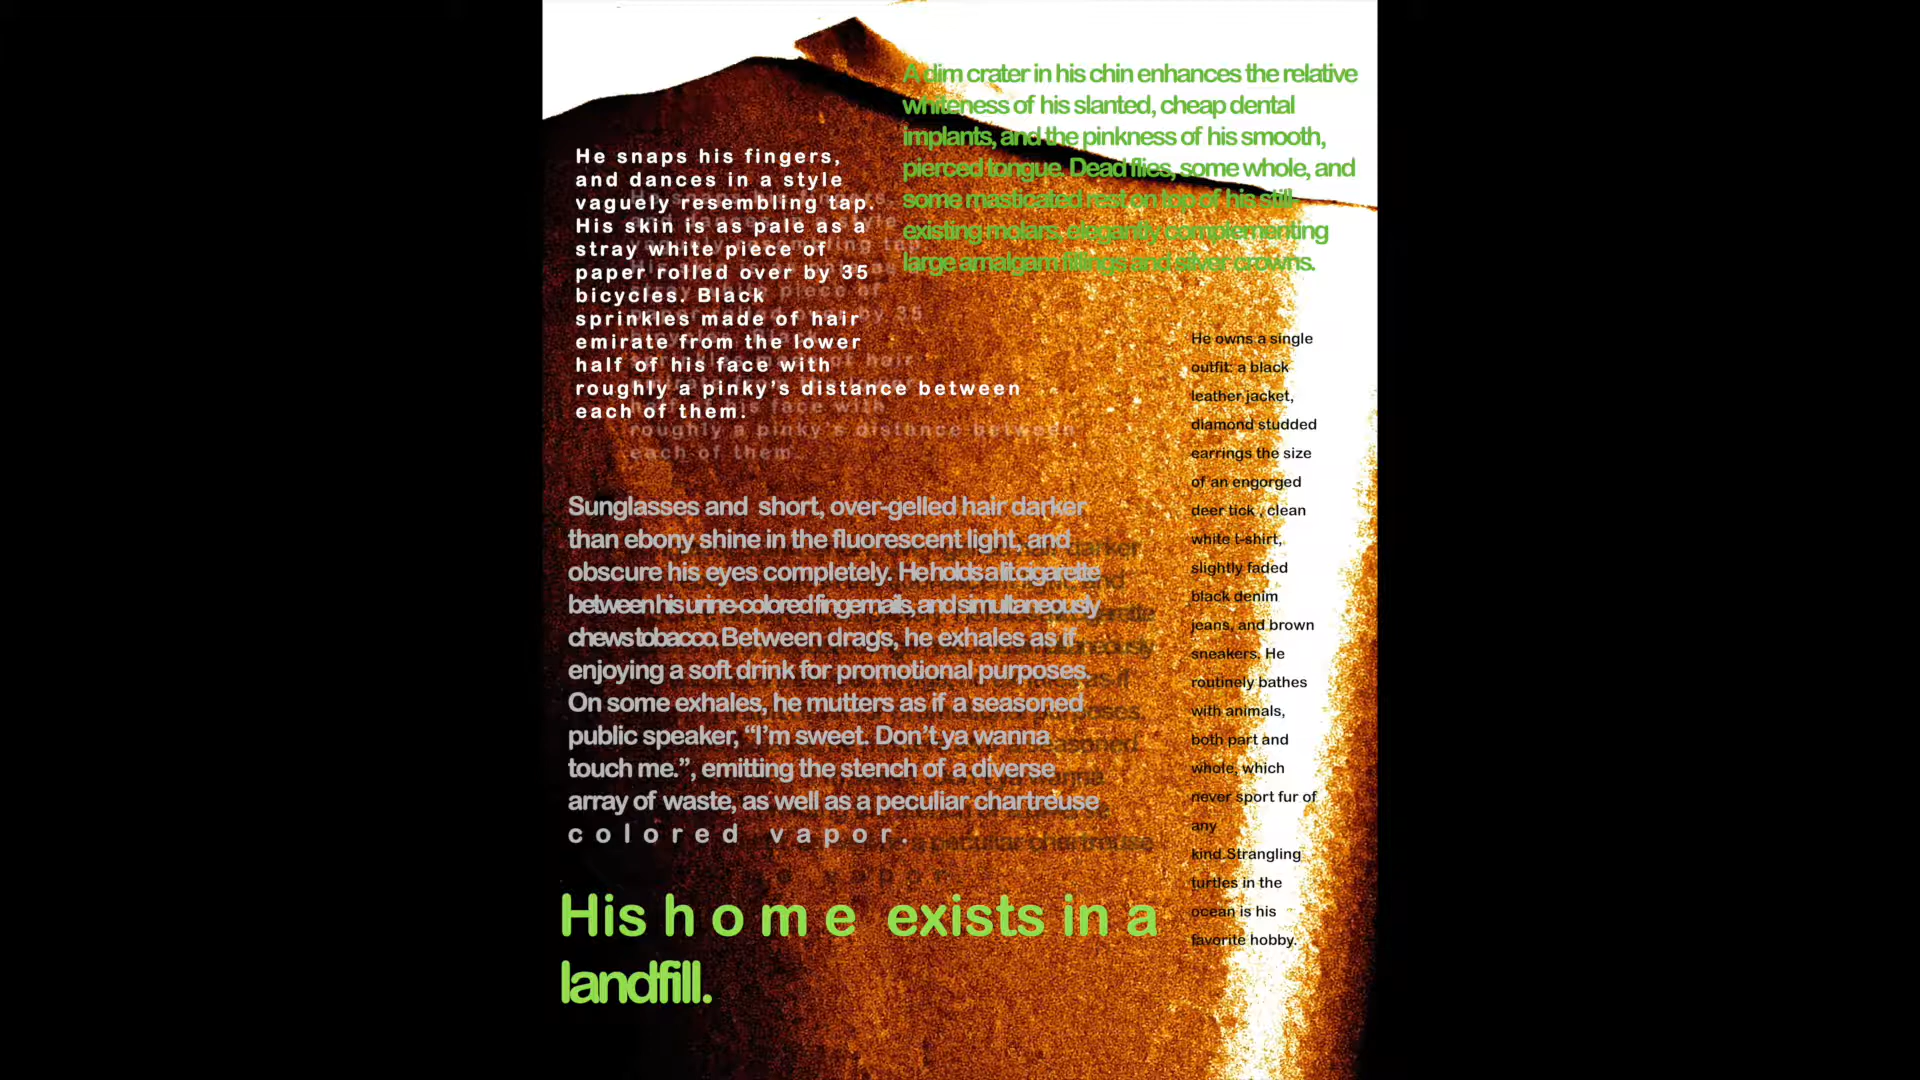 He snaps his fingers,
and dances in a style
vaguely resembling tap.
His skin is as pale as a
stray white piece of
paper rolled over by 35
bicycles. Black
sprinkles made of hair
emirate from the lower
half of his face with
roughly a pinky’s distance between
each of them.
A dim crater in his chin enhances the relative
whiteness of his slanted, cheap dental
implants, and the pinkness of his smooth,
pierced tongue. Dead flies, some whole, and
some masticated rest on top of his still-
existing molars, elegantly complementing
large amalgam fillings and silver crowns.
Sunglasses and short, over-gelled hair darker
than ebony shine in the fluorescent light, and
obscure his eyes completely. He holds a lit cigarette
between his urine-colored fingernails, and simultaneously
chews tobacco. Between drags, he exhales as if
enjoying a soft drink for promotional purposes.
On some exhales, he mutters as if a seasoned
public speaker, “I’m sweet. Don’t ya wanna
touch me.”, emitting the stench of a diverse
array of waste, as well as a peculiar chartreuse
colored vapor.
He owns a single
outfit: a black
leather jacket,
diamond studded
earrings the size
of an engorged
deer tick , clean
white t-shirt,
slightly faded
black denim
jeans, and brown
sneakers. He
routinely bathes
with animals,
both part and
whole, which
never sport fur of
any
kind.Strangling
turtles in the
ocean is his
favorite hobby.
His home exists in a
landfill.